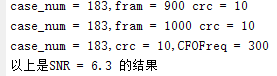 case_num = 183,fram = 900 crc = 10
case_num = 183,fram = 1000 crc = 10
case_num = 183,crc = 10,CFOFreq = 300
以上是SNR = 6.3 的结果